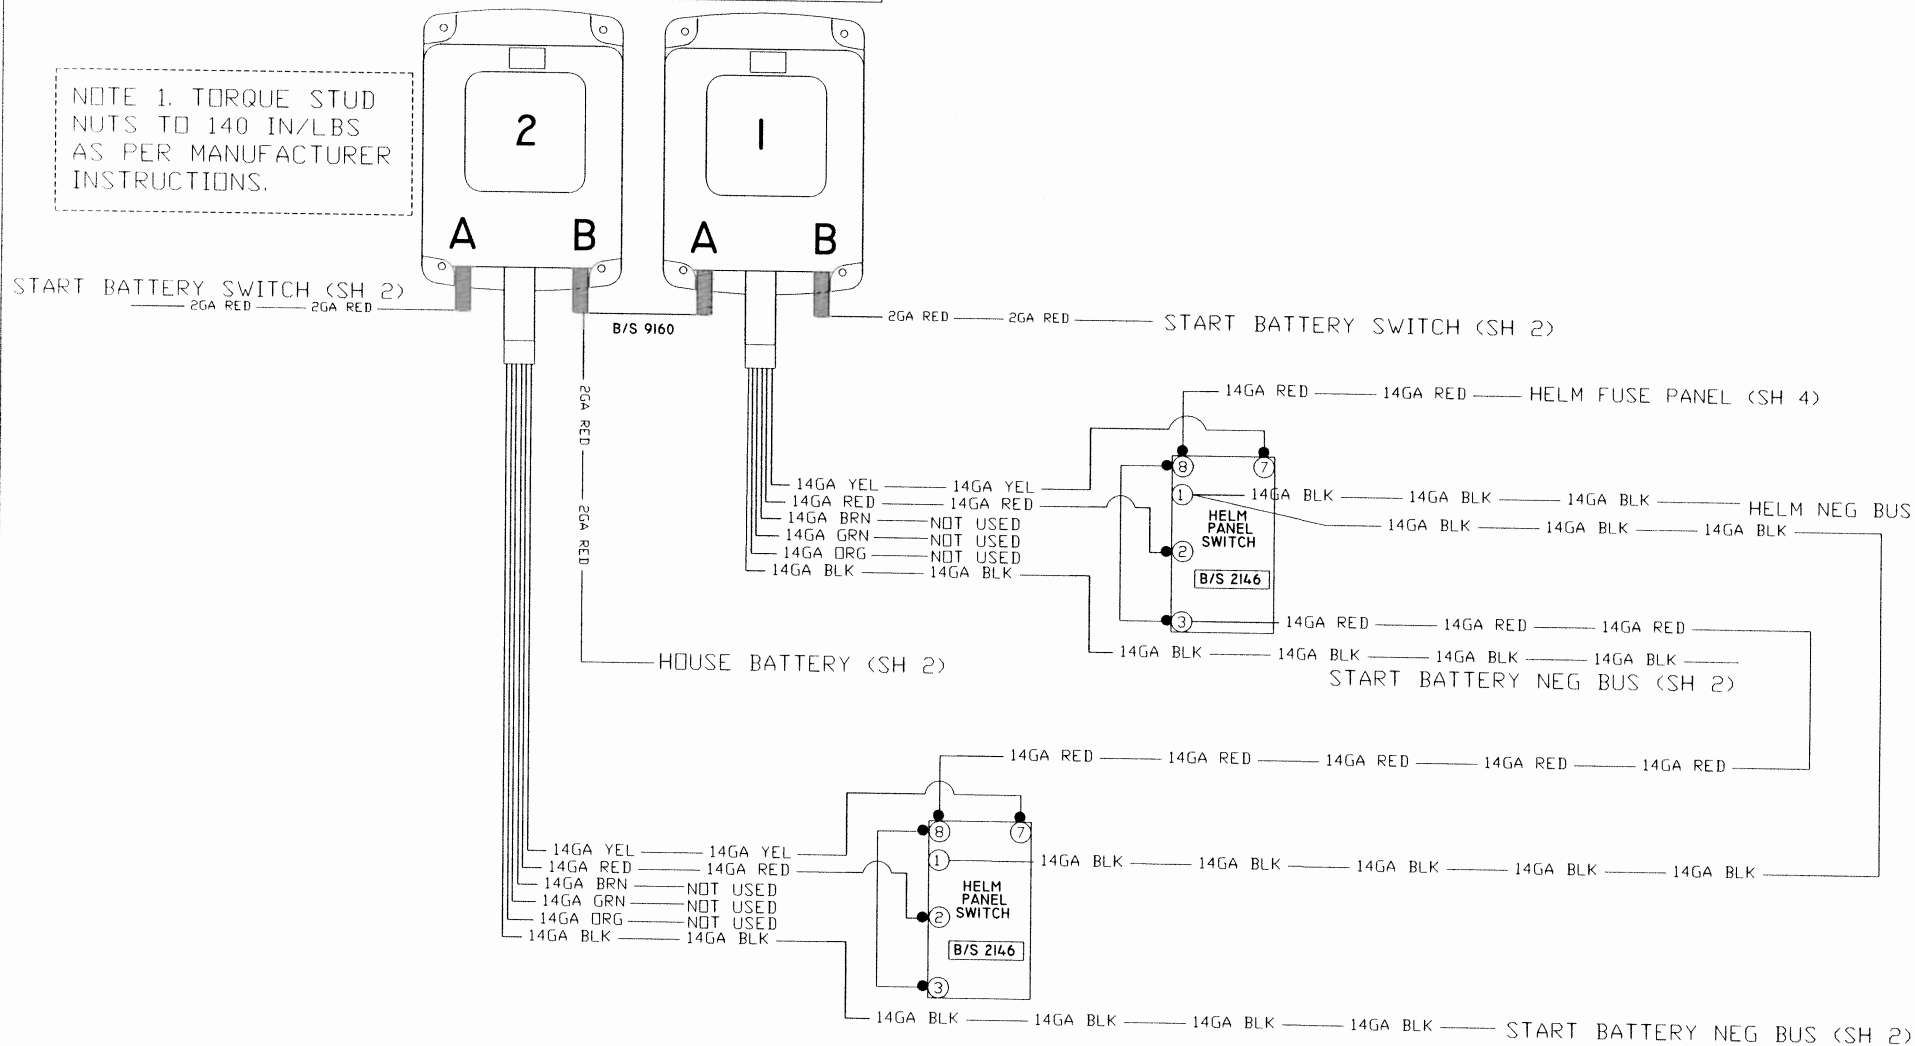 NOTE 1. TORQUE STUD
NUTS TO 140 IN/LBS
AS PER MANUFACTURER
INSTRUCTIONS.
2
1
A
B
A
B
START BATTERY SWITCH (SH 2)
2GA RED 2GA RED
B/S 9160
2GA RED 2GA RED START BATTERY SWITCH (SH 2)
2GA RED
2GA RED
HOUSE BATTERY (SH 2)
14GA RED 14GA RED HELM FUSE PANEL (SH 4)
8
7
14GA YEL 14GA YEL
14GA RED 14GA RED
14GA BRN NOT USED
14GA GRN NOT USED
14GA ORG NOT USED
14GA BLK 14GA BLK
1
14GA BLK 14GA BLK 14GA BLK HELM NEG BUS
14GA BLK 14GA BLK 14GA BLK
HELM
PANEL
SWITCH
2
B/S 2146
3
14GA RED 14GA RED 14GA RED
14GA BLK 14GA BLK 14GA BLK 14GA BLK
START BATTERY NEG BUS (SH 2)
14GA RED 14GA RED 14GA RED 14GA RED 14GA RED
8
7
14GA YEL 14GA YEL
14GA RED 14GA RED
14GA BRN NOT USED
14GA GRN NOT USED
14GA ORG NOT USED
14GA BLK 14GA BLK
1
14GA BLK 14GA BLK 14GA BLK 14GA BLK 14GA BLK
HELM
PANEL
SWITCH
2
B/S 2146
3
14GA BLK 14GA BLK 14GA BLK 14GA BLK START BATTERY NEG BUS (SH 2)